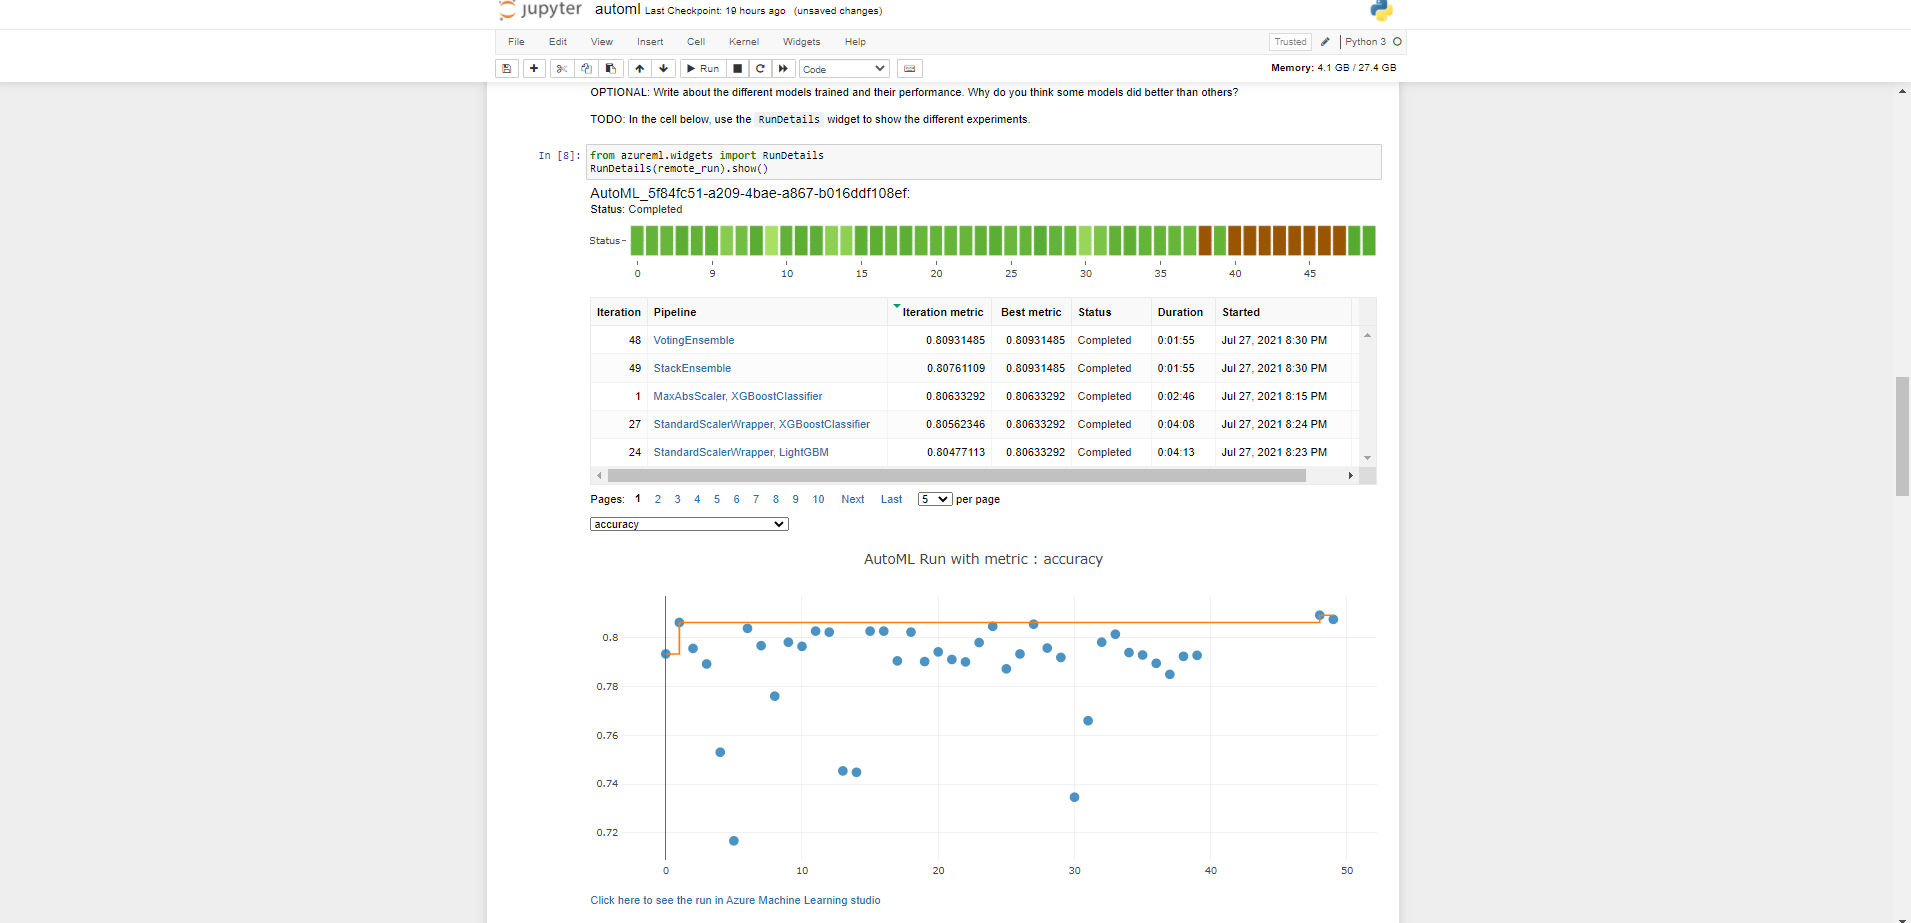 jupyter automl Last Checkpoint: 19 hours ago (unsaved changes)
File Edit View Insert Cell Kernel Widgets Help Trusted Python 3
Run Code Memory: 4.1 GB / 27.4 GB
OPTIONAL: Write about the different models trained and their performance. Why do you think some models did better than others?
TODO: In the cell below, use the RunDetails widget to show the different experiments.
In [8]: from azureml.widgets import RunDetails
RunDetails(remote_run).show()
AutoML_5f84fc51-a209-4bae-a867-b016ddf108ef:
Status: Completed
Status
0 9 10 15 20 25 30 35 40 45
Iteration Pipeline Iteration metric Best metric Status Duration Started
48 VotingEnsemble 0.80931485 0.80931485 Completed 0:01:55 Jul 27, 2021 8:30 PM
49 StackEnsemble 0.80761109 0.80931485 Completed 0:01:55 Jul 27, 2021 8:30 PM
1 MaxAbsScaler, XGBoostClassifier 0.80633292 0.80633292 Completed 0:02:46 Jul 27, 2021 8:15 PM
27 StandardScalerWrapper, XGBoostClassifier 0.80562346 0.80633292 Completed 0:04:08 Jul 27, 2021 8:24 PM
24 StandardScalerWrapper, LightGBM 0.80477113 0.80633292 Completed 0:04:13 Jul 27, 2021 8:23 PM
Pages: 1 2 3 4 5 6 7 8 9 10 Next Last 5 per page
accuracy
AutoML Run with metric : accuracy
0.8
0.78
0.76
0.74
0.72
0 10 20 30 40 50
Click here to see the run in Azure Machine Learning studio